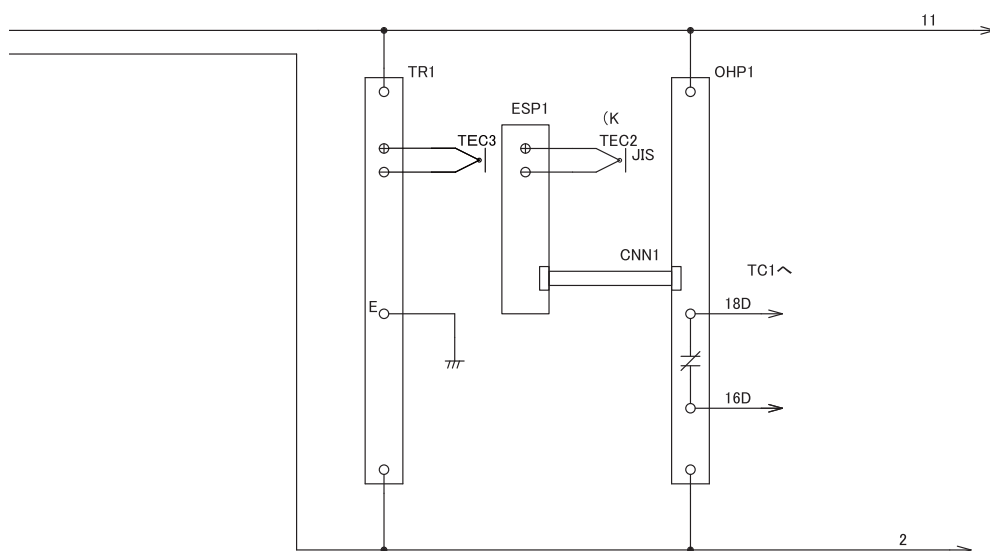 11
TR1
OHP1
ESP1
(K
TEC3
TEC2
JIS
CNN1
TC1へ
E
18D
16D
2